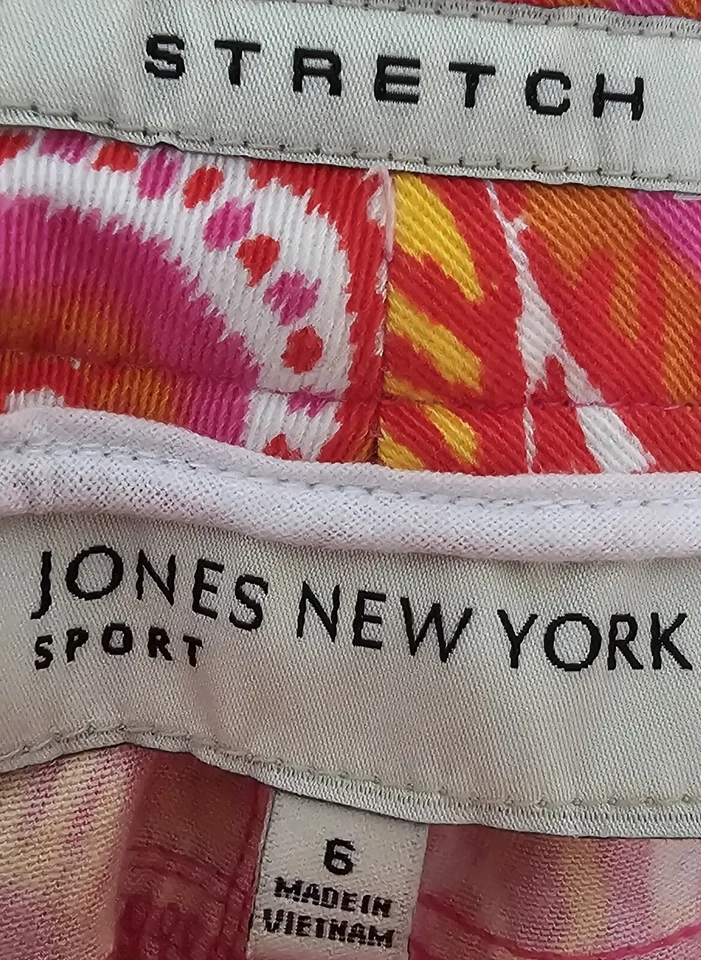 STRETCH
JONES NEW YORK
SPORT
6
MADE IN
VIETNAM